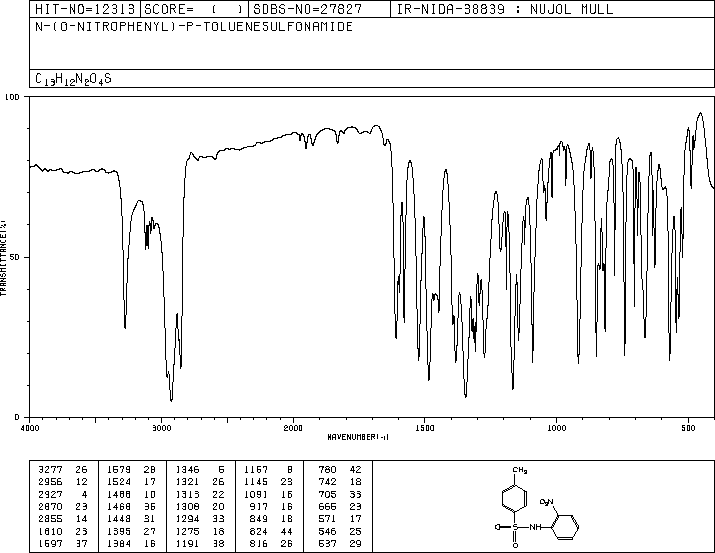 HIT-NO=12313 SCORE= ( ) SDBS-NO=27827 IR-NIDA-38839 : NUJOL MULL
N-(O-NITROPHENYL)-P-TOLUENESULFONAMIDE
C13H12N2O4S
100
50
0
TRANSMITTANCE(%)
4000 3000 2000 1500 1000 500
WAVENUMBER(-1)
3277 26 1579 28 1346 5 1167 8 780 42
2956 12 1524 17 1321 26 1145 23 742 18
2927 4 1488 10 1313 22 1091 16 705 33
2870 23 1468 36 1308 20 917 16 666 23
2855 14 1448 31 1294 33 849 18 571 17
1610 23 1395 27 1275 18 824 44 546 25
1597 37 1384 16 1191 38 816 26 537 29
CH3
O2N
O=S-NH
O